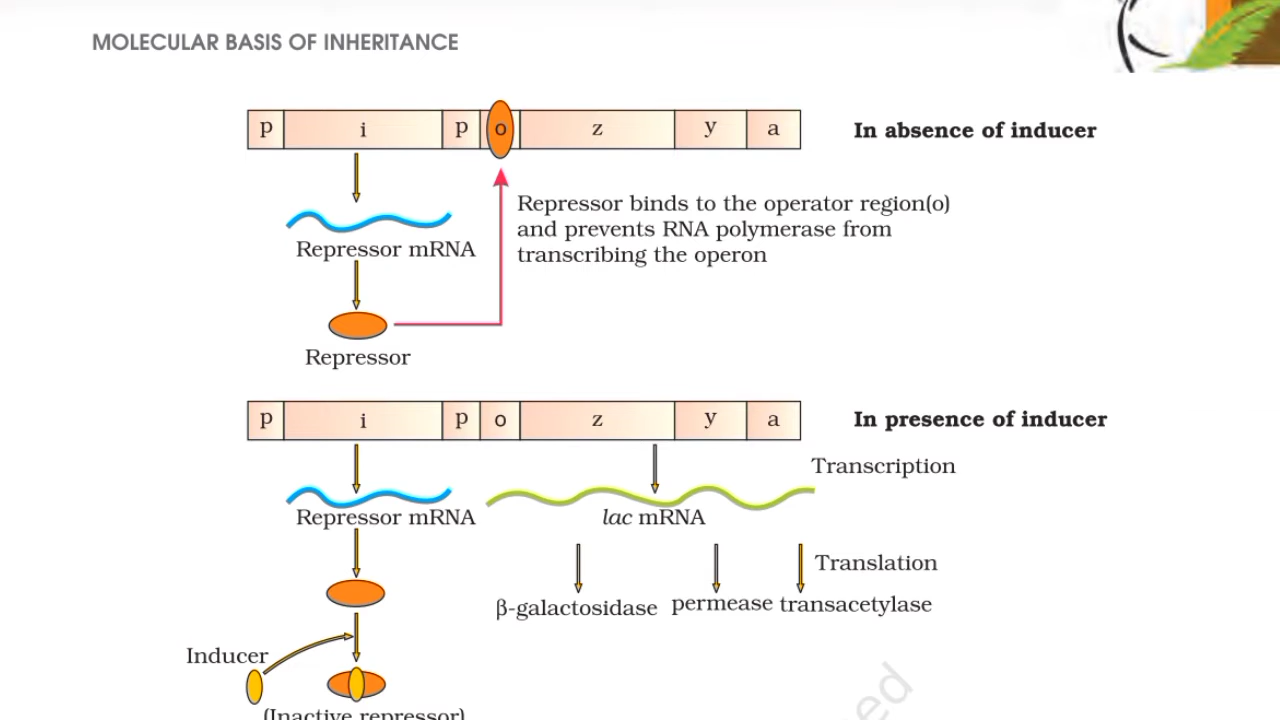 MOLECULAR BASIS OF INHERITANCE
p i p o z y a
In absence of inducer
Repressor binds to the operator region(o)
and prevents RNA polymerase from
transcribing the operon
Repressor mRNA
Repressor
p i p o z y a
In presence of inducer
Transcription
Repressor mRNA
lac mRNA
Translation
β-galactosidase permease transacetylase
Inducer
(Inactive repressor)